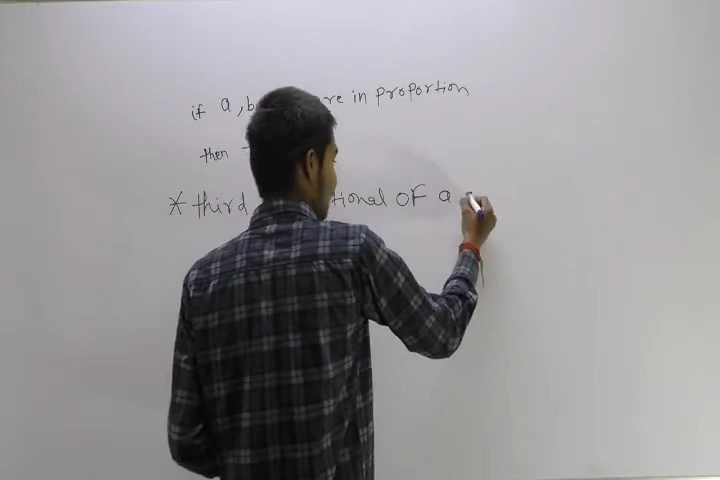 if a, b are in proportion
then
* third tional OF a